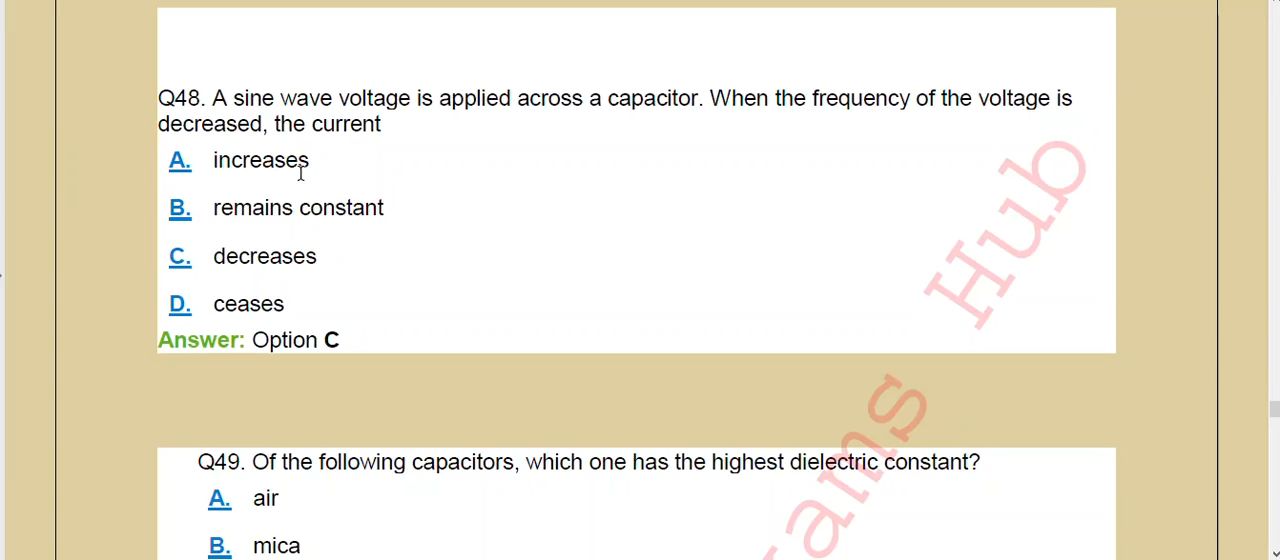 Q48. A sine wave voltage is applied across a capacitor. When the frequency of the voltage is
decreased, the current
A. increases
B. remains constant
C. decreases
D. ceases
Answer: Option C
Hub
ams
Q49. Of the following capacitors, which one has the highest dielectric constant?
A. air
B. mica